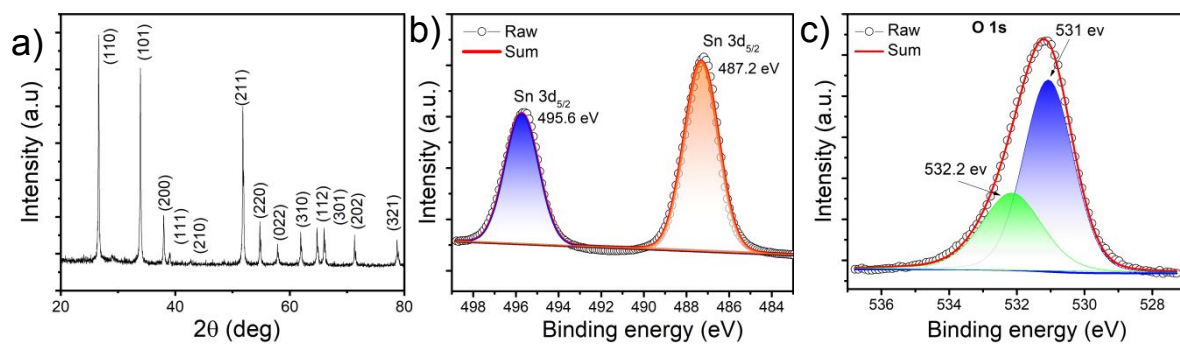 a)
Intensity (a.u)
(110)
(101)
(200)
(111)
(210)
(211)
(220)
(022)
(310)
(112)
(301)
(202)
(321)
20 40 60 80
2θ (deg)
b)
Intensity (a.u.)
Raw
Sum
Sn 3d5/2
495.6 eV
Sn 3d5/2
487.2 eV
498 496 494 492 490 488 486 484
Binding energy (eV)
c)
Intensity (a.u.)
Raw
Sum
O 1s
531 ev
532.2 ev
536 534 532 530 528
Binding energy (eV)